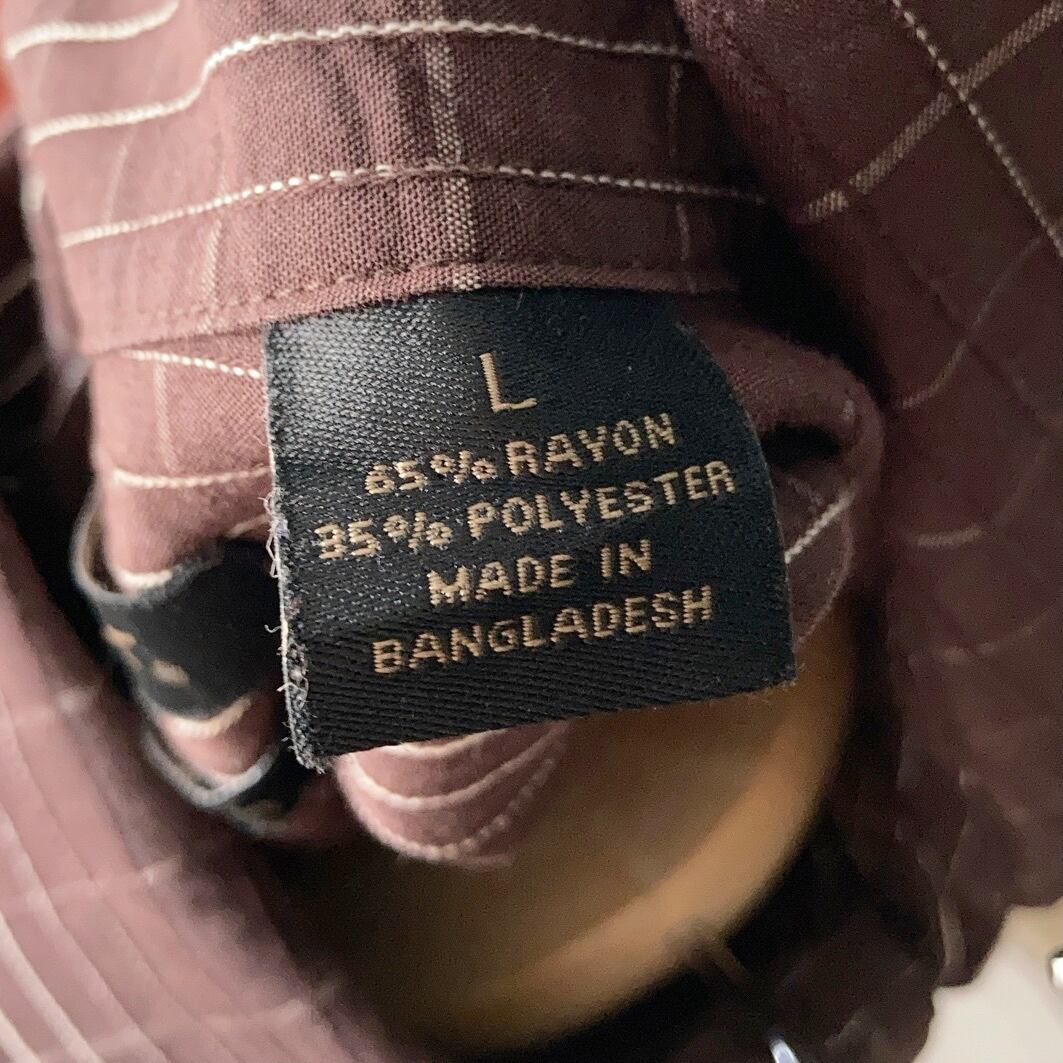 L
65% RAYON
35% POLYESTER
MADE IN
BANGLADESH